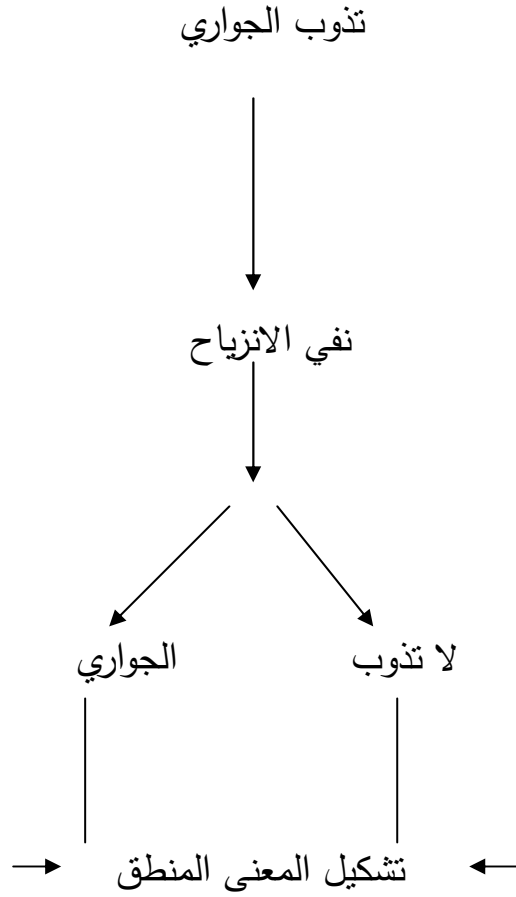 تذوب الجواري
نفي الانزياح
لا تذوب
الجواري
تشكيل المعنى المنطق